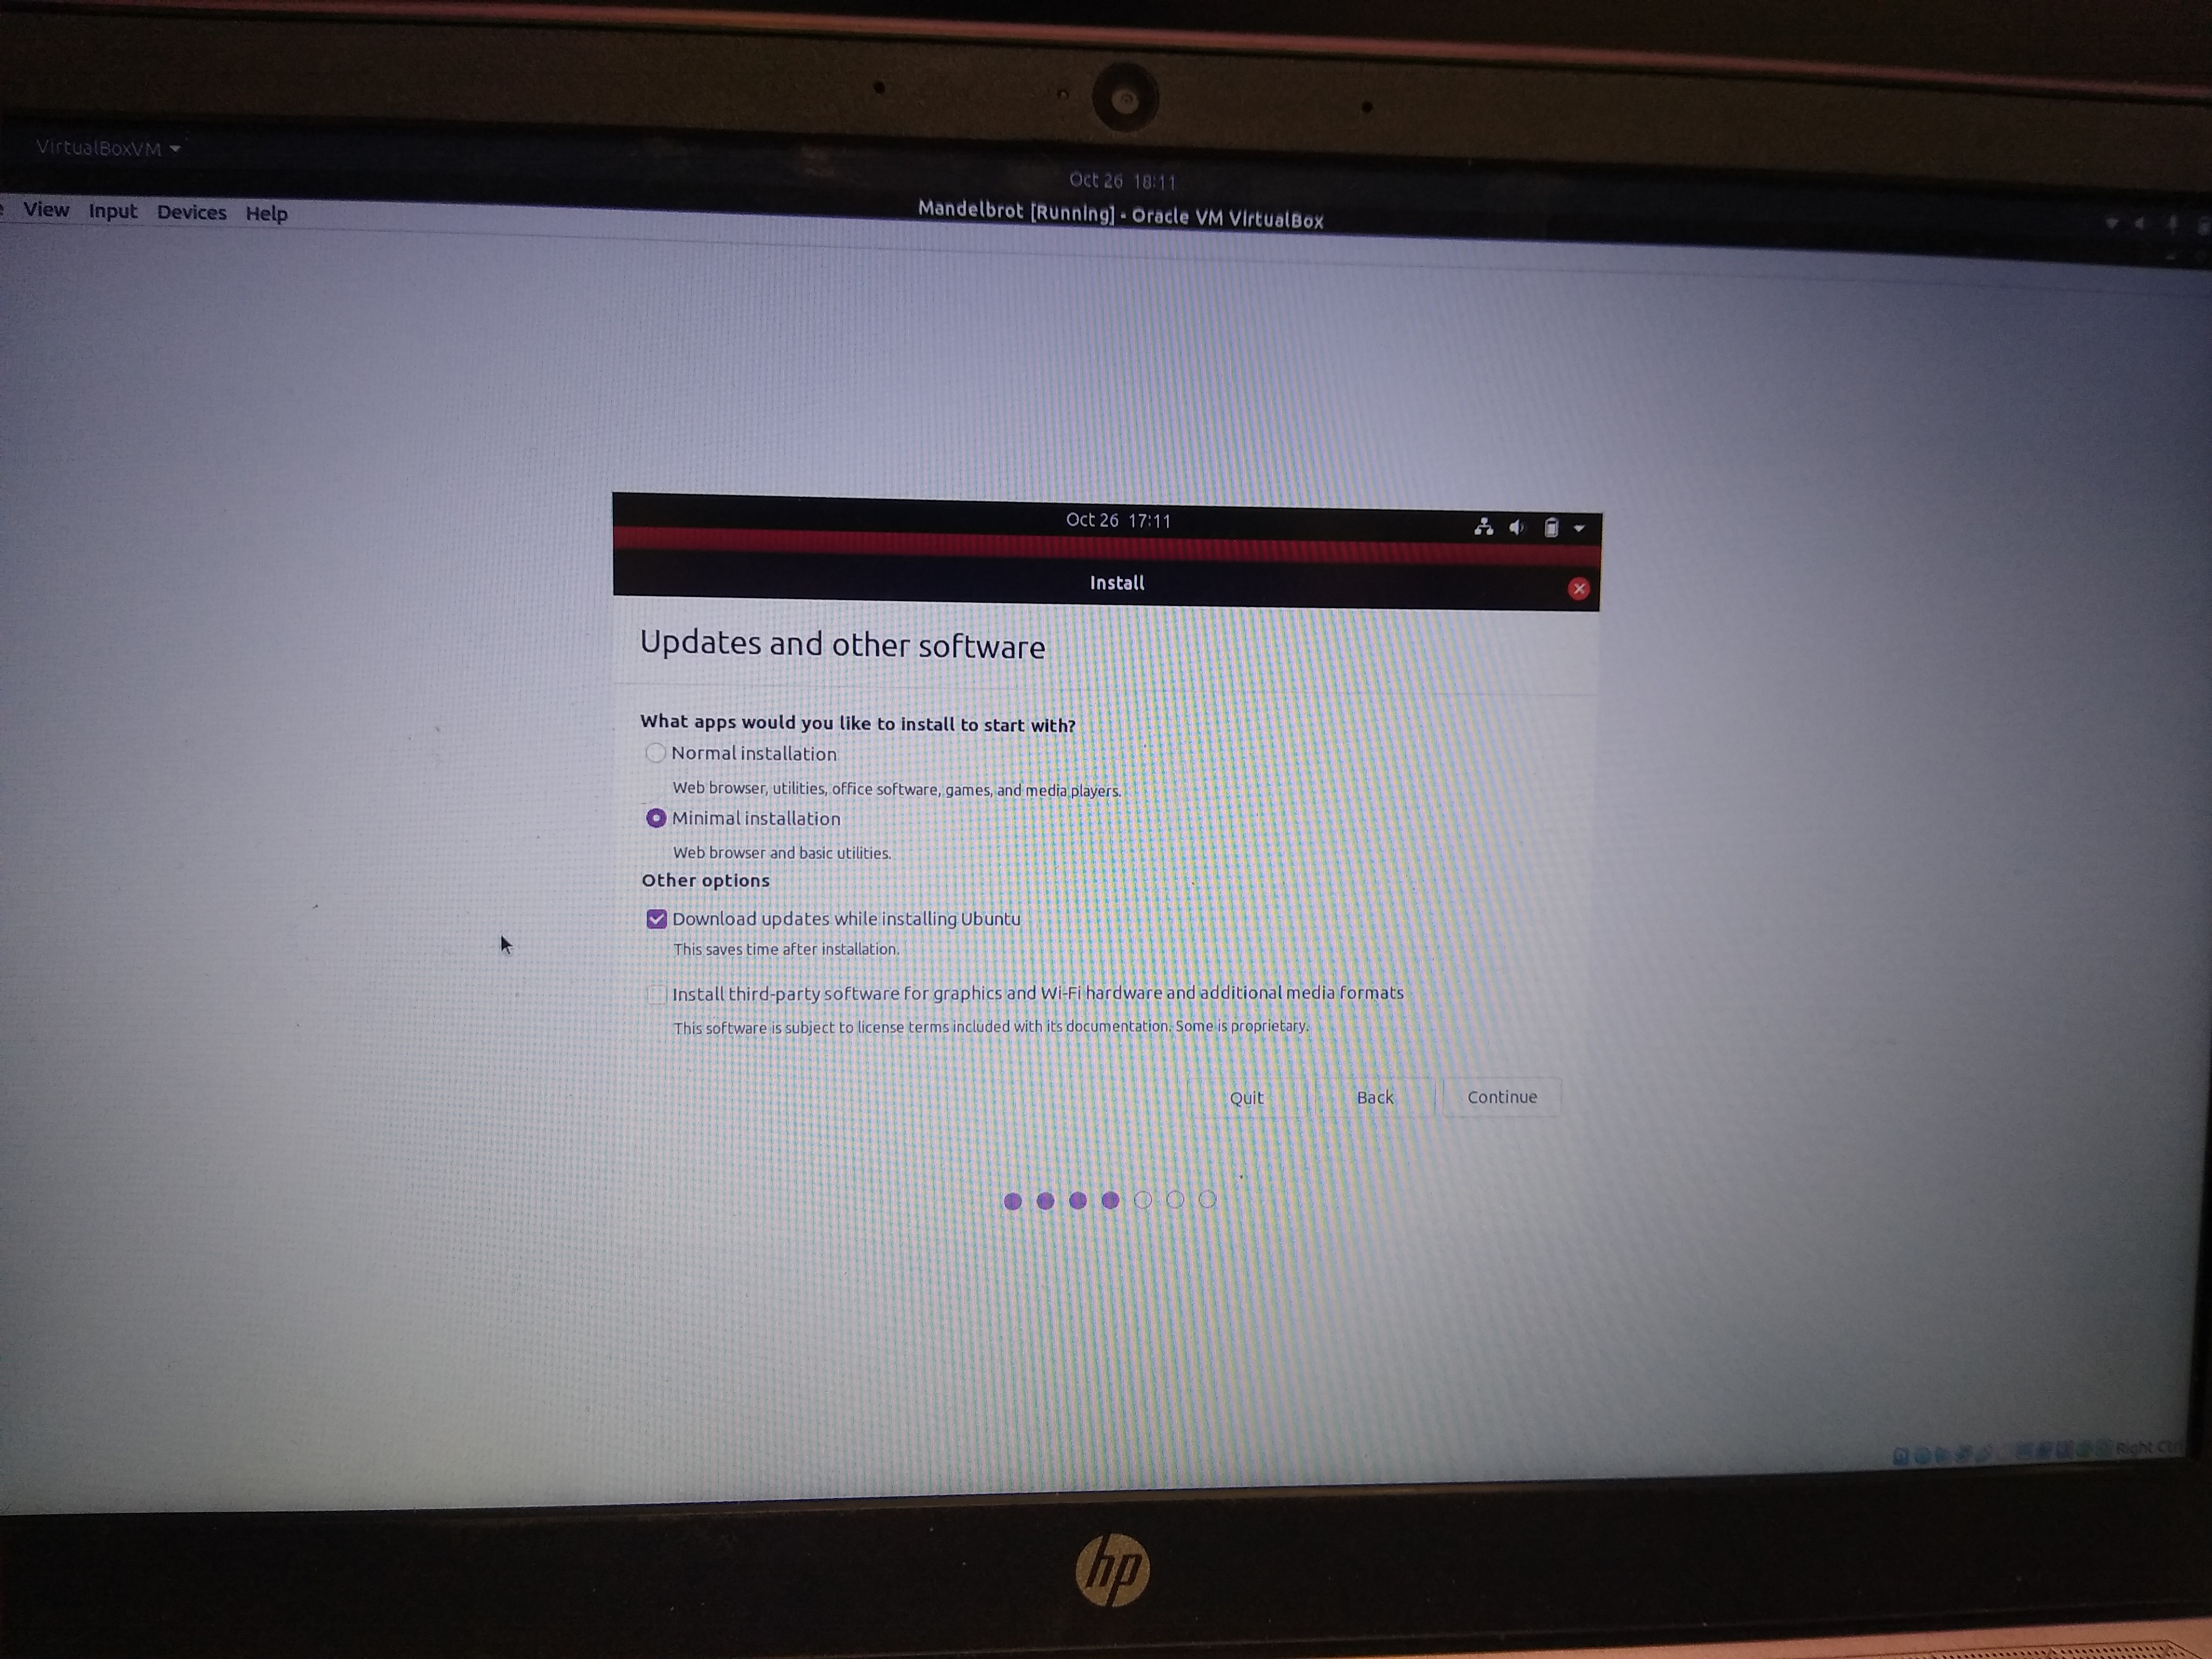 VirtualBoxVM
Oct 26 18:11
Mandelbrot [Running] - Oracle VM VirtualBox
View Input Devices Help
Oct 26 17:11
Install
Updates and other software
What apps would you like to install to start with?
Normal installation
Web browser, utilities, office software, games, and media players.
Minimal installation
Web browser and basic utilities.
Other options
Download updates while installing Ubuntu
This saves time after installation.
Install third-party software for graphics and Wi-Fi hardware and additional media formats
This software is subject to license terms included with its documentation. Some is proprietary.
Quit Back Continue
Right Ctrl
hp